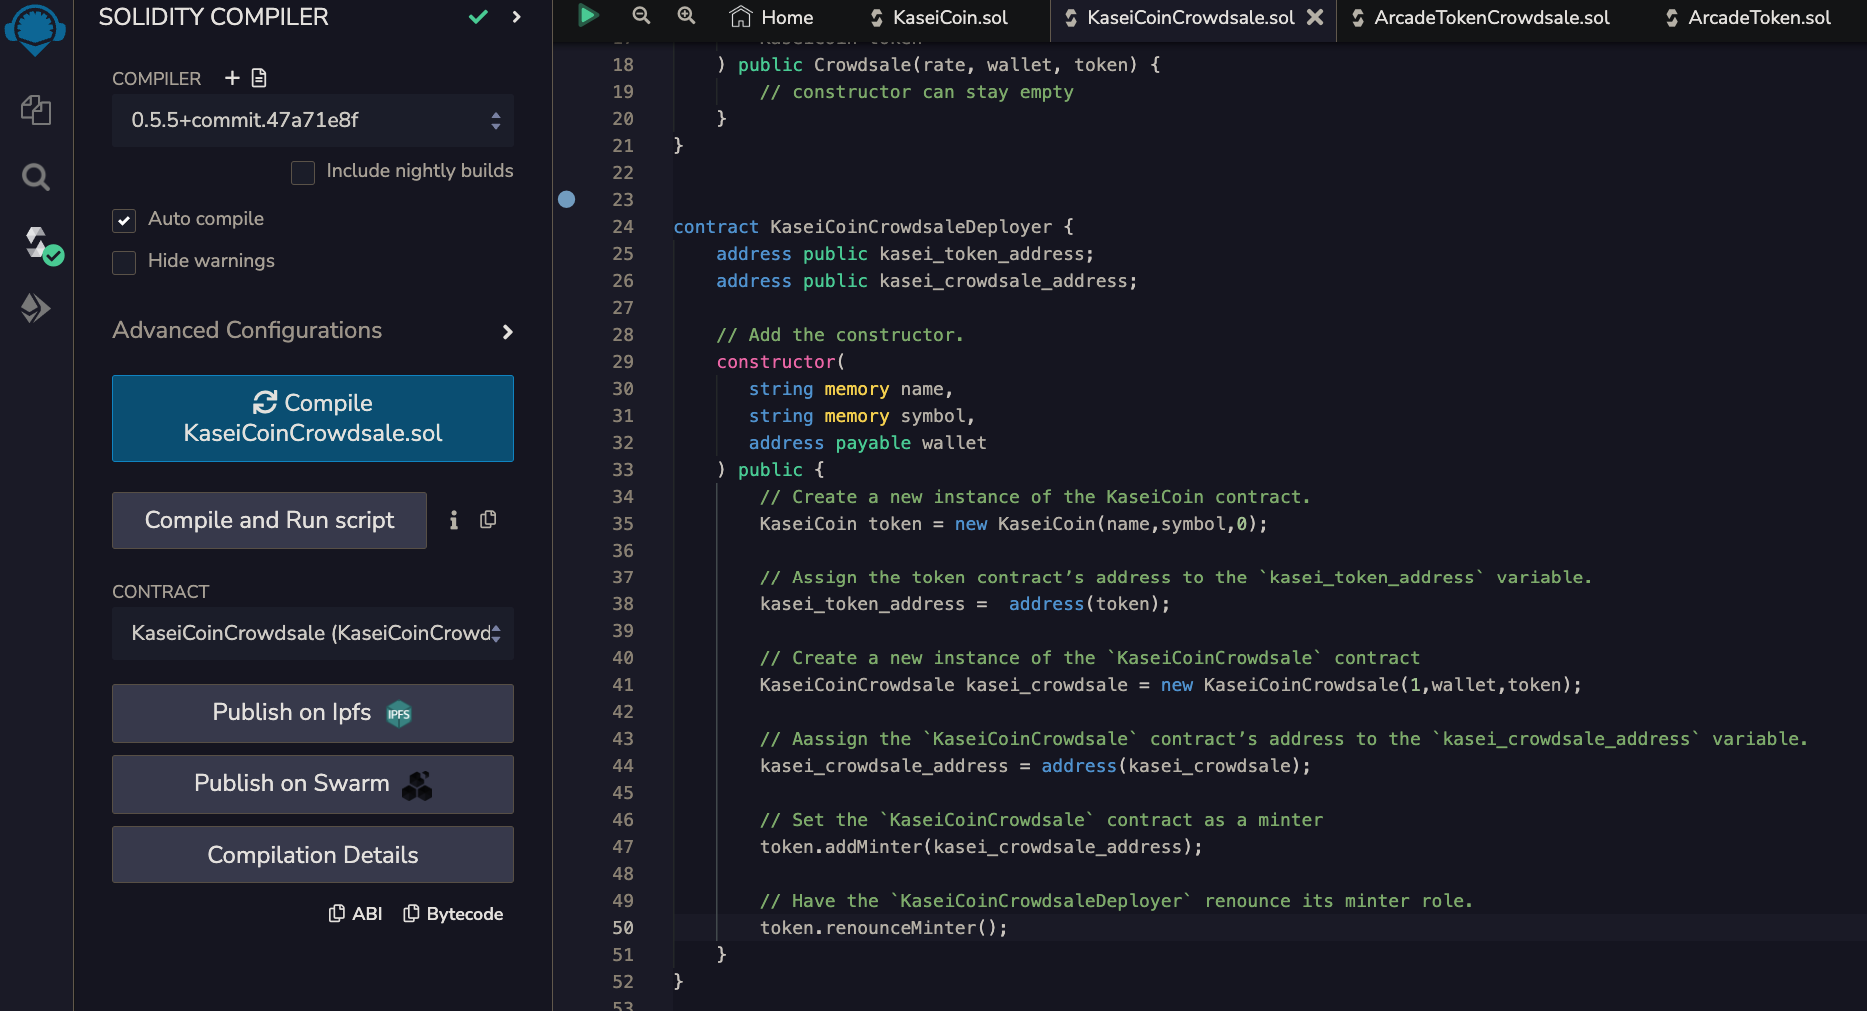 SOLIDITY COMPILER
COMPILER
0.5.5+commit.47a71e8f
Include nightly builds
Auto compile
Hide warnings
Advanced Configurations
Compile
KaseiCoinCrowdsale.sol
Compile and Run script
CONTRACT
KaseiCoinCrowdsale (KaseiCoinCrowd
Publish on Ipfs
IPFS
Publish on Swarm
Compilation Details
ABI
Bytecode
Home
KaseiCoin.sol
KaseiCoinCrowdsale.sol
ArcadeTokenCrowdsale.sol
ArcadeToken.sol
17 KaseiCoin token
18 ) public Crowdsale(rate, wallet, token) {
19 // constructor can stay empty
20 }
21 }
22
23
24 contract KaseiCoinCrowdsaleDeployer {
25 address public kasei_token_address;
26 address public kasei_crowdsale_address;
27
28 // Add the constructor.
29 constructor(
30 string memory name,
31 string memory symbol,
32 address payable wallet
33 ) public {
34 // Create a new instance of the KaseiCoin contract.
35 KaseiCoin token = new KaseiCoin(name,symbol,0);
36
37 // Assign the token contract’s address to the `kasei_token_address` variable.
38 kasei_token_address =  address(token);
39
40 // Create a new instance of the `KaseiCoinCrowdsale` contract
41 KaseiCoinCrowdsale kasei_crowdsale = new KaseiCoinCrowdsale(1,wallet,token);
42
43 // Aassign the `KaseiCoinCrowdsale` contract’s address to the `kasei_crowdsale_address` variable.
44 kasei_crowdsale_address = address(kasei_crowdsale);
45
46 // Set the `KaseiCoinCrowdsale` contract as a minter
47 token.addMinter(kasei_crowdsale_address);
48
49 // Have the `KaseiCoinCrowdsaleDeployer` renounce its minter role.
50 token.renounceMinter();
51 }
52 }
53